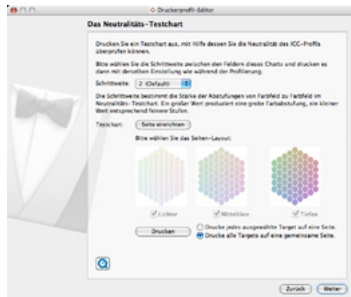 Druckerprofil-Editor
Das Neutralitäts-Testchart
Drucken Sie ein Testchart aus, mit Hilfe dessen Sie die Neutralität des ICC-Profils
überprüfen können.
Bitte wählen Sie die Schrittweite zwischen den Feldern dieses Charts und drucken es
dann mit derselben Einstellung wie während der Profilierung.
Schrittweite: 2 (Default)
Die Schrittweite bestimmt die Stärke der Abstufungen von Farbfeld zu Farbfeld im
Neutralitäts-Testchart. Ein großer Wert produziert eine große Farbabstufung, ein kleiner
Wert entsprechend feinere Stufen.
Testchart: Seite einrichten
Bitte wählen Sie das Seiten-Layout:
Lichter Mitteltöne Tiefen
Drucken
Drucke jedes ausgewählte Target auf eine Seite.
Drucke alle Targets auf eine gemeinsame Seite.
Zurück Weiter